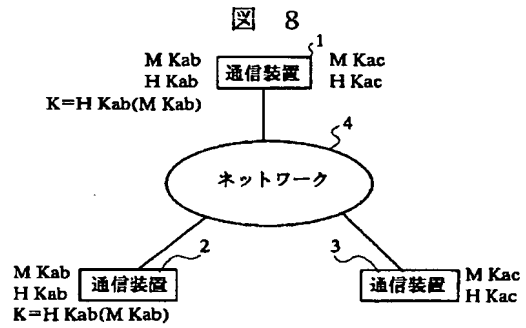 図 8
1
M Kab
H Kab
K=H Kab(M Kab)
通信装置
M Kac
H Kac
4
ネットワーク
2
M Kab
H Kab
K=H Kab(M Kab)
通信装置
3
通信装置
M Kac
H Kac